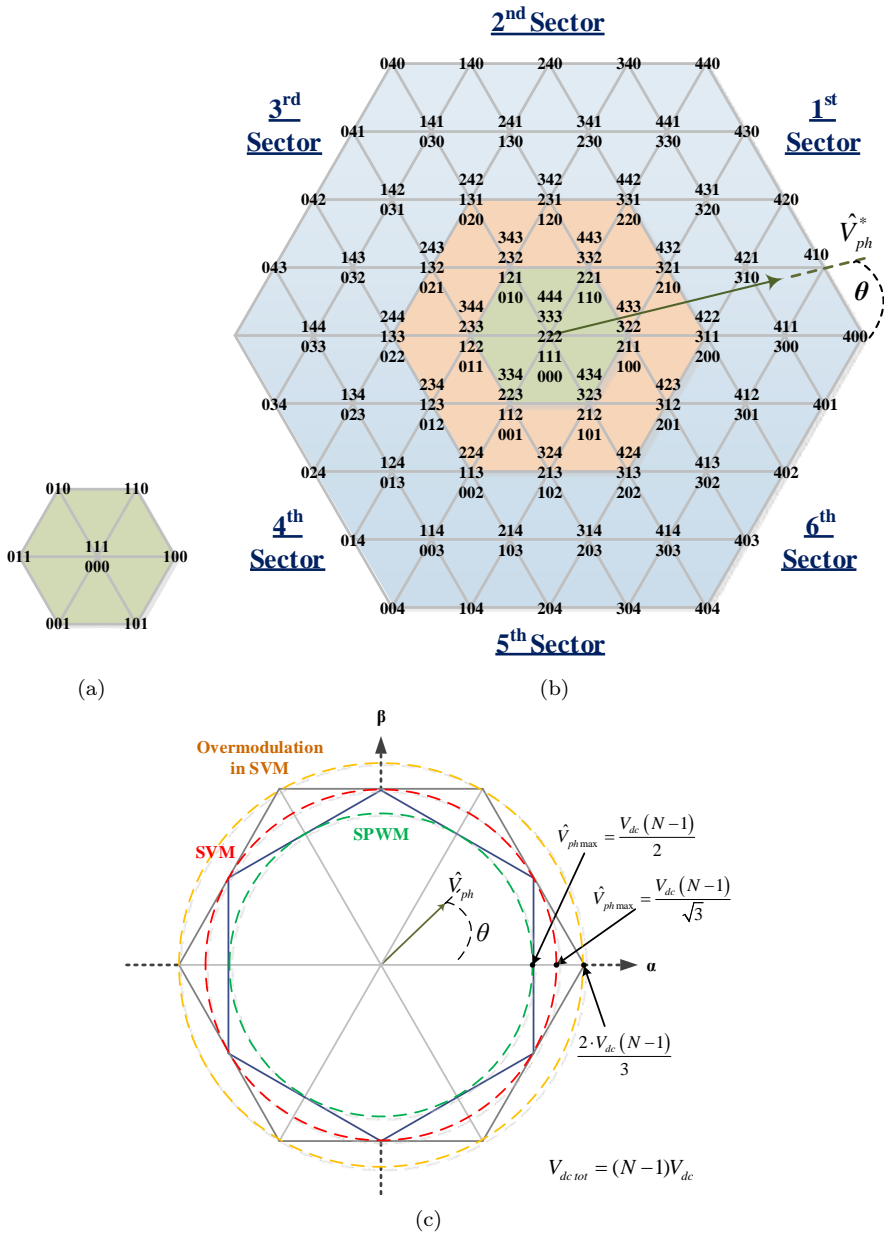 2nd Sector
040 140 240 340 440
3rd Sector
1st Sector
041 141 241 341 441 430
030 130 230 330
042 142 242 342 442 431 420
031 131 231 331 320
020 120 220
V̂*ph
043 143 243 343 443 432 421 410
032 132 232 332 321 310
021 121 221 210
010 110
θ
144 244 344 444 433 422 411 400
033 133 233 333 322 311 300
022 122 222 211 200
011 111 100
000
034 134 234 334 434 423 412 401
023 123 223 323 312 301
012 112 212 201
001 101
024 124 224 324 424 413 402
013 113 213 313 302
002 102 202
4th Sector
6th Sector
014 114 214 314 414 403
003 103 203 303
004 104 204 304 404
5th Sector
010 110
011 111 100
000
001 101
(a)
(b)
β
Overmodulation
in SVM
SVM
SPWM
V̂ph
θ
α
V̂ph max = Vdc (N−1) / 2
V̂ph max = Vdc (N−1) / √3
2·Vdc (N−1) / 3
Vdc tot = (N−1)Vdc
(c)